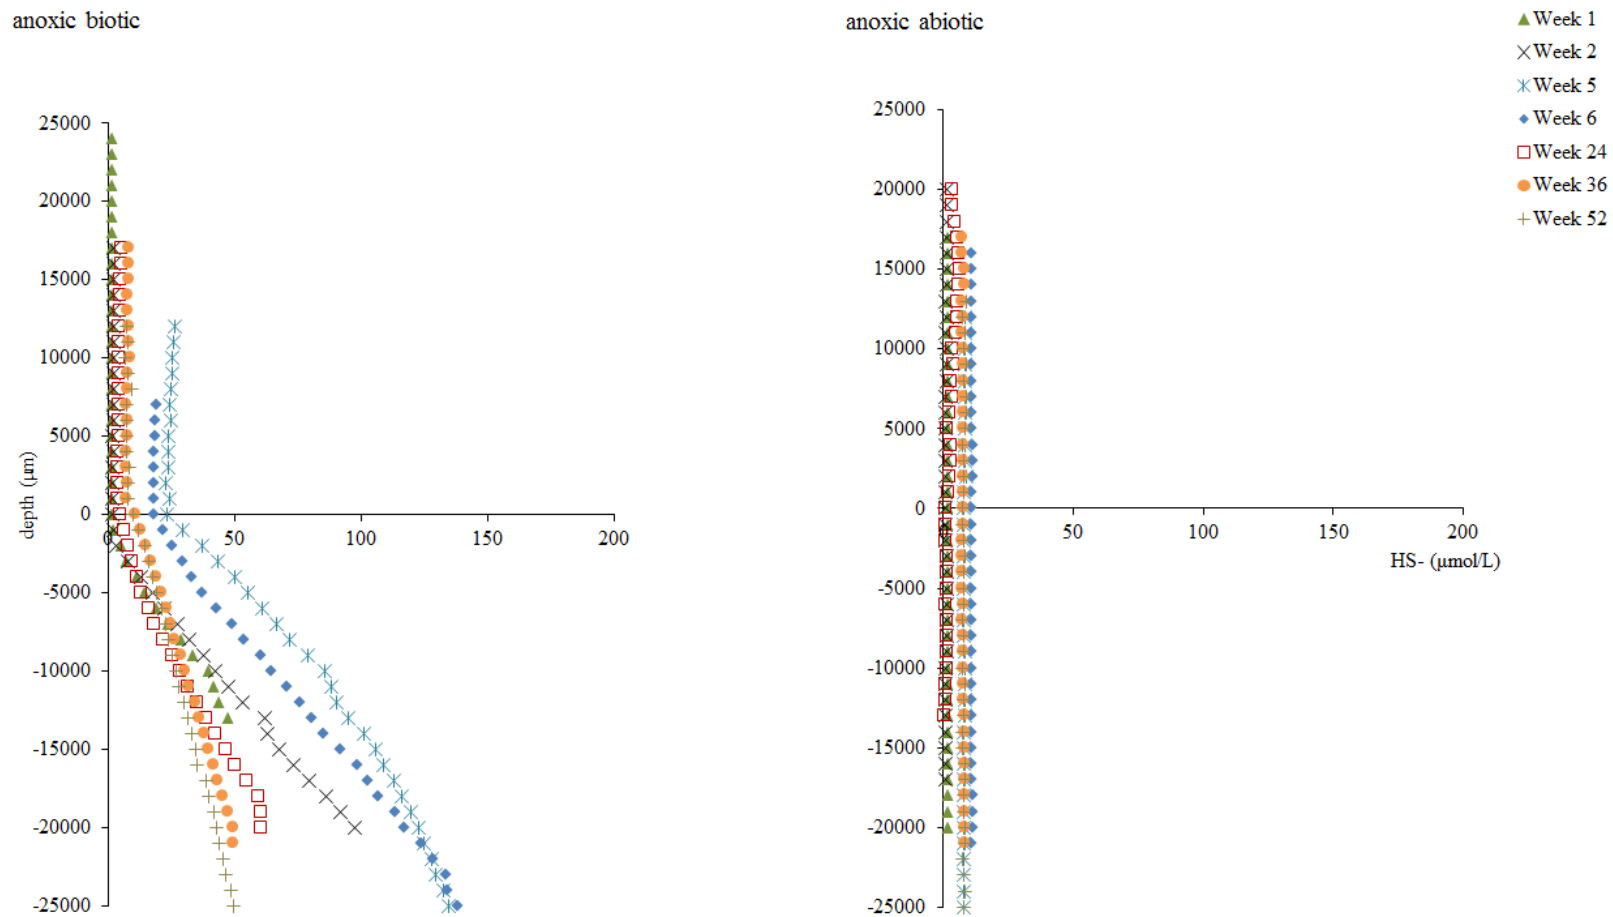 anoxic biotic
25000
20000
15000
10000
5000
0
-5000
-10000
-15000
-20000
-25000
depth (µm)
0 50 100 150 200
anoxic abiotic
25000
20000
15000
10000
5000
0
-5000
-10000
-15000
-20000
-25000
50 100 150 200
HS- (µmol/L)
Week 1
Week 2
Week 5
Week 6
Week 24
Week 36
Week 52